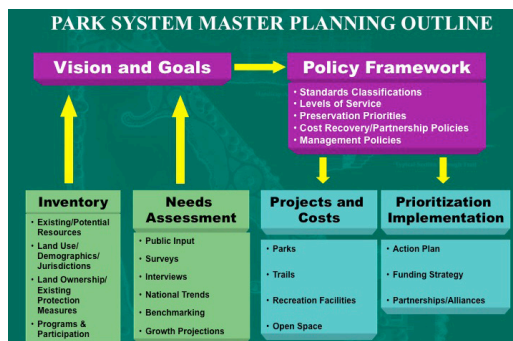 PARK SYSTEM MASTER PLANNING OUTLINE
Vision and Goals
Policy Framework
• Standards Classifications
• Levels of Service
• Preservation Priorities
• Cost Recovery/Partnership Policies
• Management Policies
Inventory
• Existing/Potential
Resources
• Land Use/
Demographics/
Jurisdictions
• Land Ownership/
Existing
Protection
Measures
• Programs &
Participation
Needs
Assessment
• Public Input
• Surveys
• Interviews
• National Trends
• Benchmarking
• Growth Projections
Projects and
Costs
• Parks
• Trails
• Recreation Facilities
• Open Space
Prioritization
Implementation
• Action Plan
• Funding Strategy
• Partnerships/Alliances